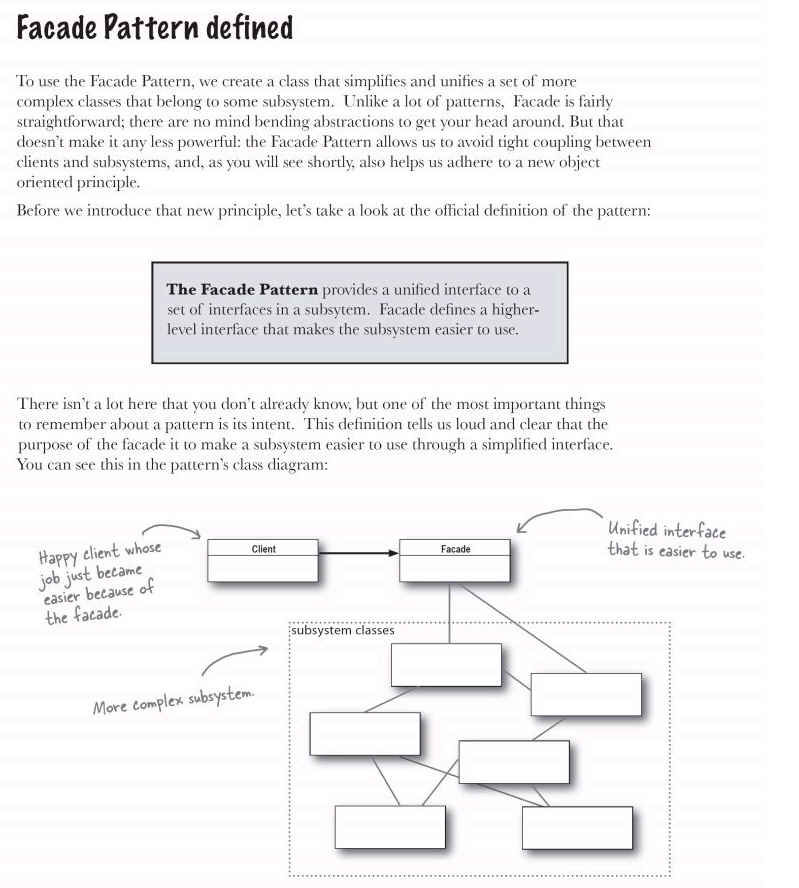 Facade Pattern defined
To use the Facade Pattern, we create a class that simplifies and unifies a set of more
complex classes that belong to some subsystem. Unlike a lot of patterns, Facade is fairly
straightforward; there are no mind bending abstractions to get your head around. But that
doesn't make it any less powerful: the Facade Pattern allows us to avoid tight coupling between
clients and subsystems, and, as you will see shortly, also helps us adhere to a new object
oriented principle.
Before we introduce that new principle, let's take a look at the official definition of the pattern:
The Facade Pattern provides a unified interface to a
set of interfaces in a subsytem. Facade defines a higher-
level interface that makes the subsystem easier to use.
There isn't a lot here that you don't already know, but one of the most important things
to remember about a pattern is its intent. This definition tells us loud and clear that the
purpose of the facade it to make a subsystem easier to use through a simplified interface.
You can see this in the pattern's class diagram:
Happy client whose
job just became
easier because of
the facade.
Client
Facade
Unified interface
that is easier to use.
subsystem classes
More complex subsystem.